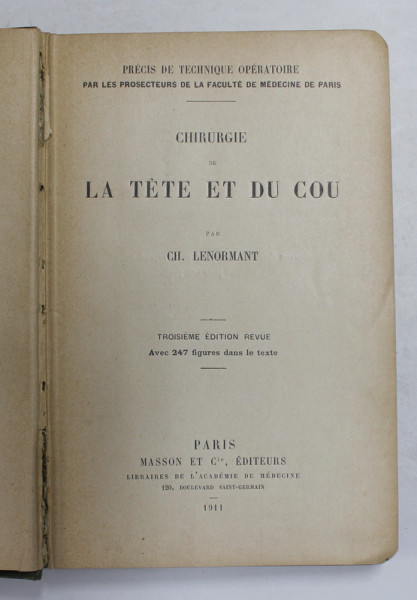 PRÉCIS DE TECHNIQUE OPÉRATOIRE
PAR LES PROSECTEURS DE LA FACULTÉ DE MÉDECINE DE PARIS
CHIRURGIE
DE
LA TÊTE ET DU COU
PAR
CH. LENORMANT
TROISIÈME ÉDITION REVUE
Avec 247 figures dans le texte
PARIS
MASSON ET Cie, ÉDITEURS
LIBRAIRES DE L'ACADÉMIE DE MÉDECINE
120, BOULEVARD SAINT-GERMAIN
1911